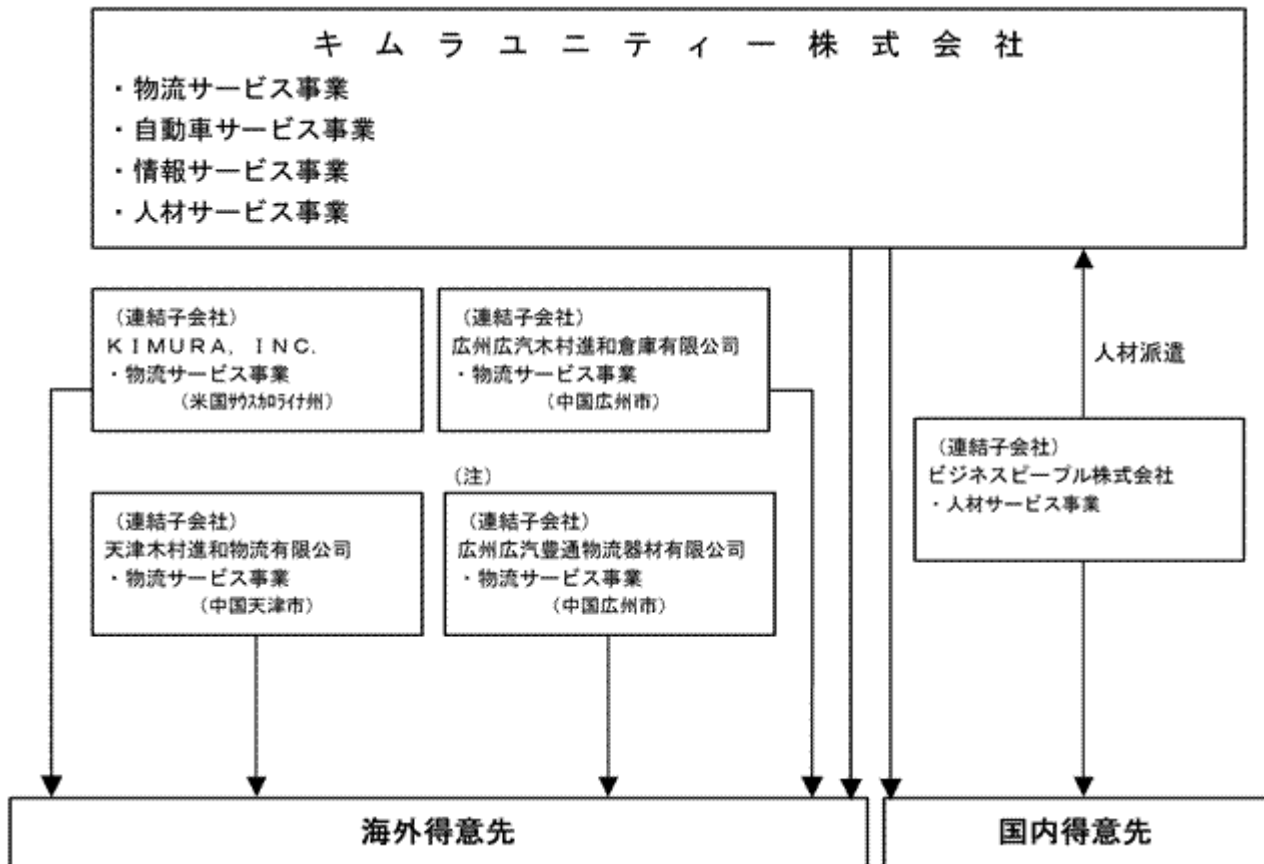 キムラユニティー株式会社
・物流サービス事業
・自動車サービス事業
・情報サービス事業
・人材サービス事業
（連結子会社）
ＫＩＭＵＲＡ，ＩＮＣ．
・物流サービス事業
（米国ｻｳｽｶﾛﾗｲﾅ州）
（連結子会社）
広州広汽木村進和倉庫有限公司
・物流サービス事業
（中国広州市）
人材派遣
（連結子会社）
ビジネスピープル株式会社
・人材サービス事業
（連結子会社）
天津木村進和物流有限公司
・物流サービス事業
（中国天津市）
（注）
（連結子会社）
広州広汽豊通物流器材有限公司
・物流サービス事業
（中国広州市）
海外得意先
国内得意先